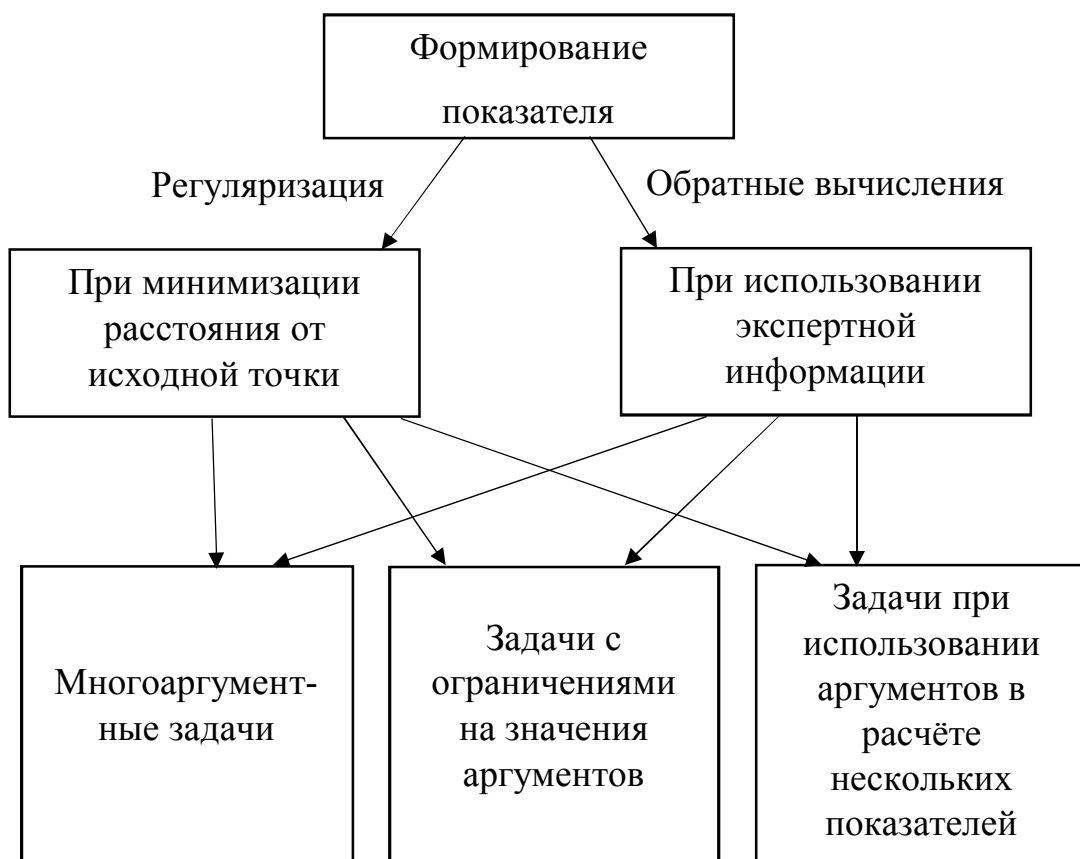 Формирование
показателя
Регуляризация
Обратные вычисления
При минимизации
расстояния от
исходной точки
При использовании
экспертной
информации
Многоаргумент-
ные задачи
Задачи с
ограничениями
на значения
аргументов
Задачи при
использовании
аргументов в
расчёте
нескольких
показателей